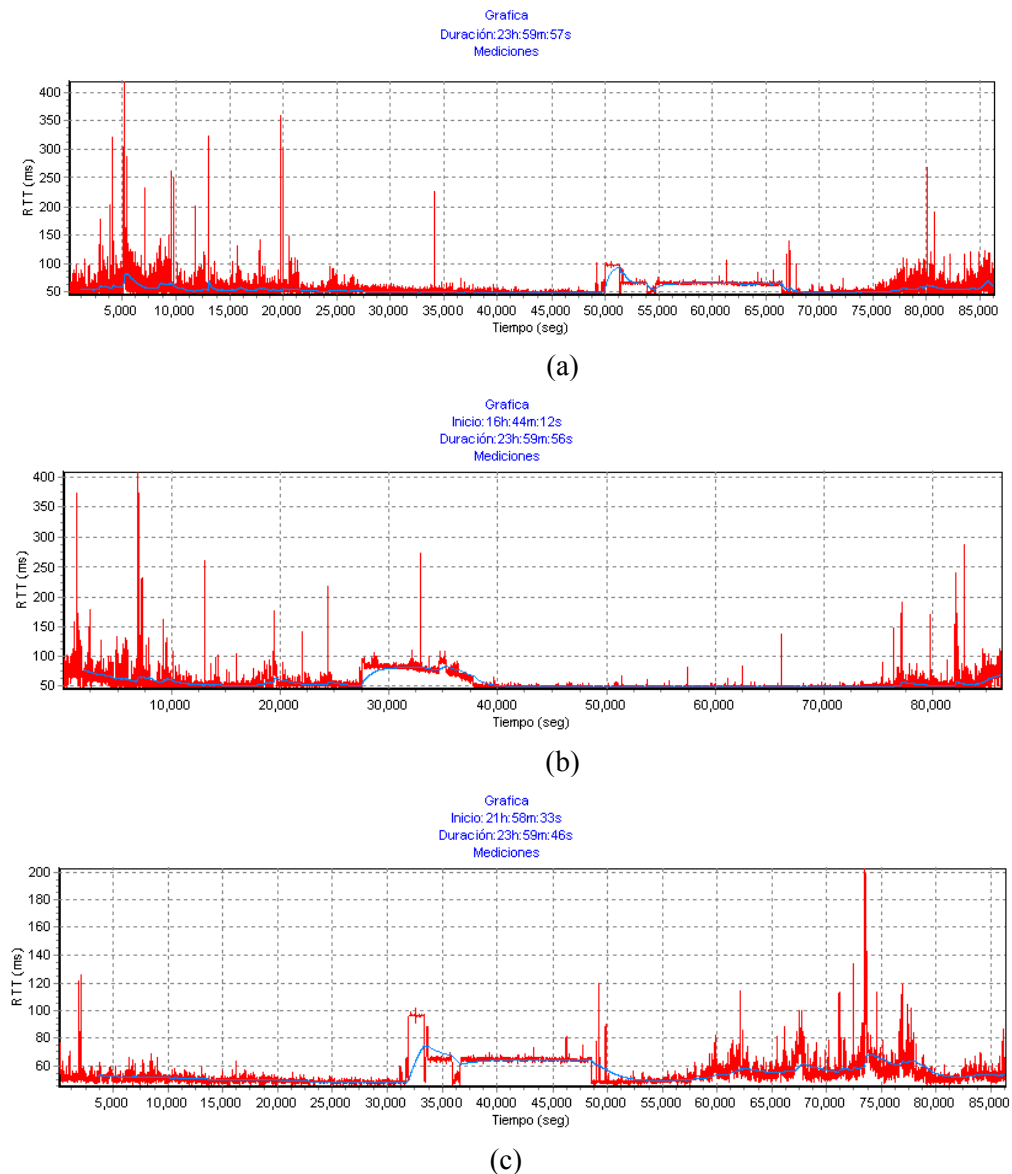 Grafica
Duración:23h:59m:57s
Mediciones
400
350
300
250
200
150
100
50
RTT (ms)
5,000 10,000 15,000 20,000 25,000 30,000 35,000 40,000 45,000 50,000 55,000 60,000 65,000 70,000 75,000 80,000 85,000
Tiempo (seg)
(a)
Grafica
Inicio:16h:44m:12s
Duración:23h:59m:56s
Mediciones
400
350
300
250
200
150
100
50
RTT (ms)
10,000 20,000 30,000 40,000 50,000 60,000 70,000 80,000
Tiempo (seg)
(b)
Grafica
Inicio:21h:58m:33s
Duración:23h:59m:46s
Mediciones
200
180
160
140
120
100
80
60
RTT (ms)
5,000 10,000 15,000 20,000 25,000 30,000 35,000 40,000 45,000 50,000 55,000 60,000 65,000 70,000 75,000 80,000 85,000
Tiempo (seg)
(c)